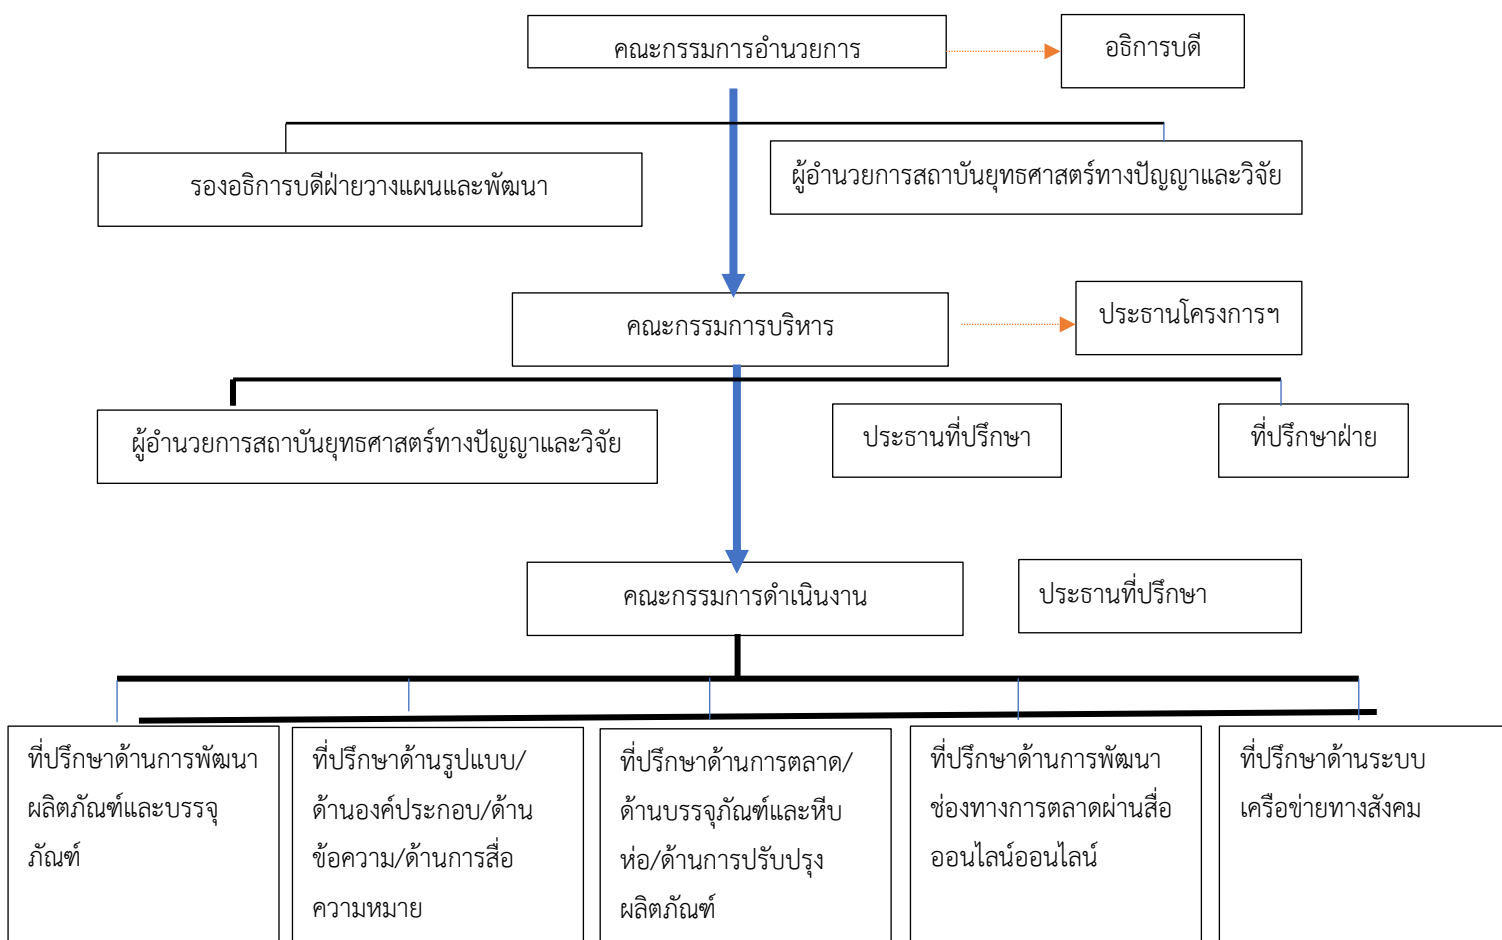 คณะกรรมการอำนวยการ
อธิการบดี
รองอธิการบดีฝ่ายวางแผนและพัฒนา
ผู้อำนวยการสถาบันยุทธศาสตร์ทางปัญญาและวิจัย
คณะกรรมการบริหาร
ประธานโครงการฯ
ผู้อำนวยการสถาบันยุทธศาสตร์ทางปัญญาและวิจัย
ประธานที่ปรึกษา
ที่ปรึกษาฝ่าย
คณะกรรมการดำเนินงาน
ประธานที่ปรึกษา
ที่ปรึกษาด้านการพัฒนา
ผลิตภัณฑ์และบรรจุ
ภัณฑ์
ที่ปรึกษาด้านรูปแบบ/
ด้านองค์ประกอบ/ด้าน
ข้อความ/ด้านการสื่อ
ความหมาย
ที่ปรึกษาด้านการตลาด/
ด้านบรรจุภัณฑ์และหีบ
ห่อ/ด้านการปรับปรุง
ผลิตภัณฑ์
ที่ปรึกษาด้านการพัฒนา
ช่องทางการตลาดผ่านสื่อ
ออนไลน์ออนไลน์
ที่ปรึกษาด้านระบบ
เครือข่ายทางสังคม